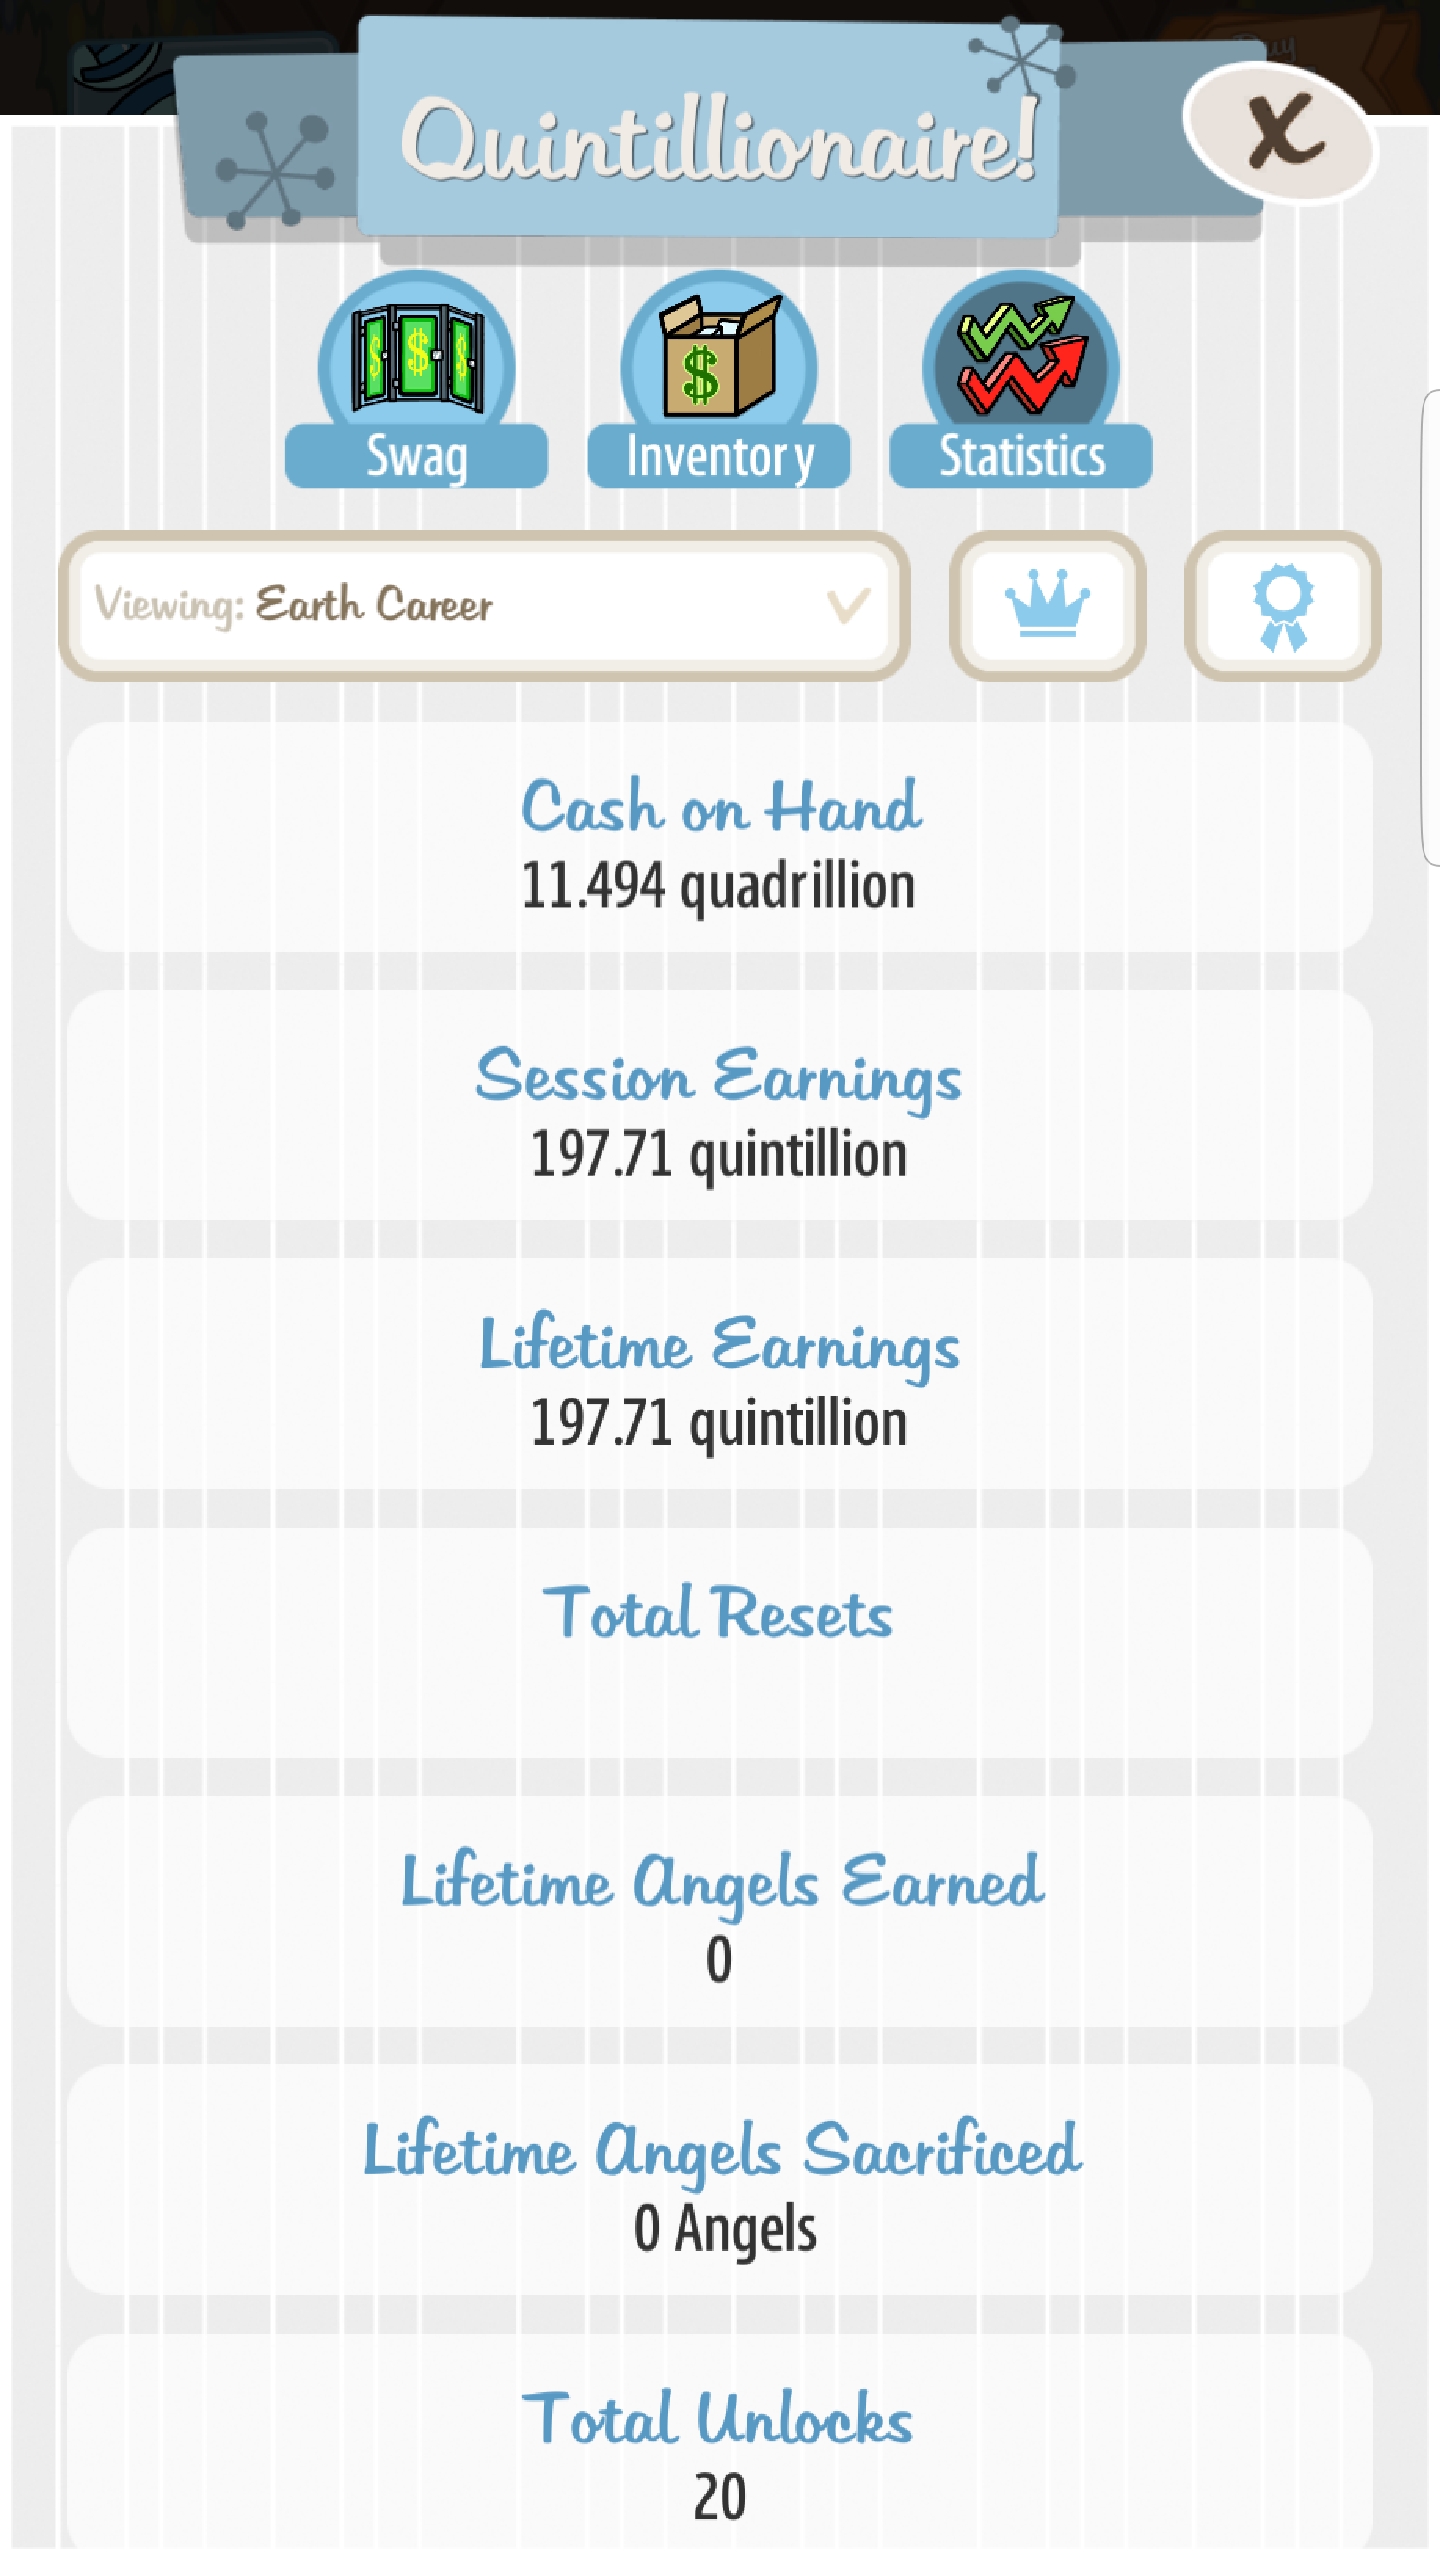 Quintillionaire!
X
Swag
Inventory
Statistics
Viewing: Earth Career
Cash on Hand
11.494 quadrillion
Session Earnings
197.71 quintillion
Lifetime Earnings
197.71 quintillion
Total Resets
Lifetime Angels Earned
0
Lifetime Angels Sacrificed
0 Angels
Total Unlocks
20